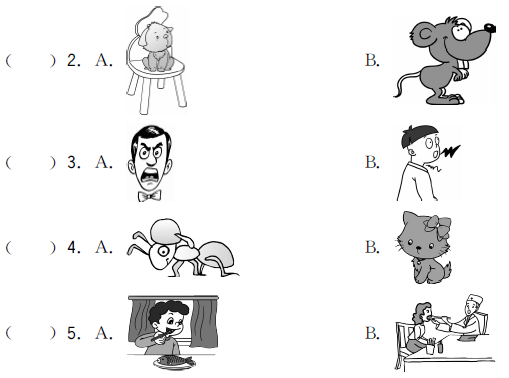 (    ) 2. A. B.
(    ) 3. A. B.
(    ) 4. A. B.
(    ) 5. A. B.